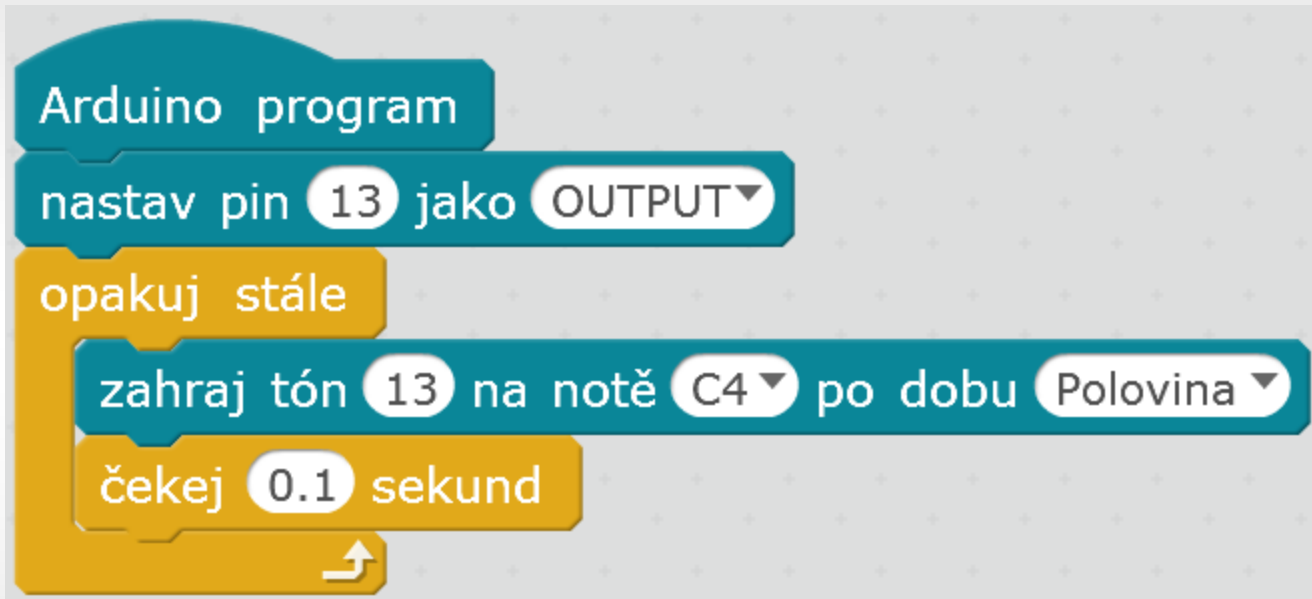 Arduino program
nastav pin 13 jako OUTPUT
opakuj stále
zahraj tón 13 na notě C4 po dobu Polovina
čekej 0.1 sekund